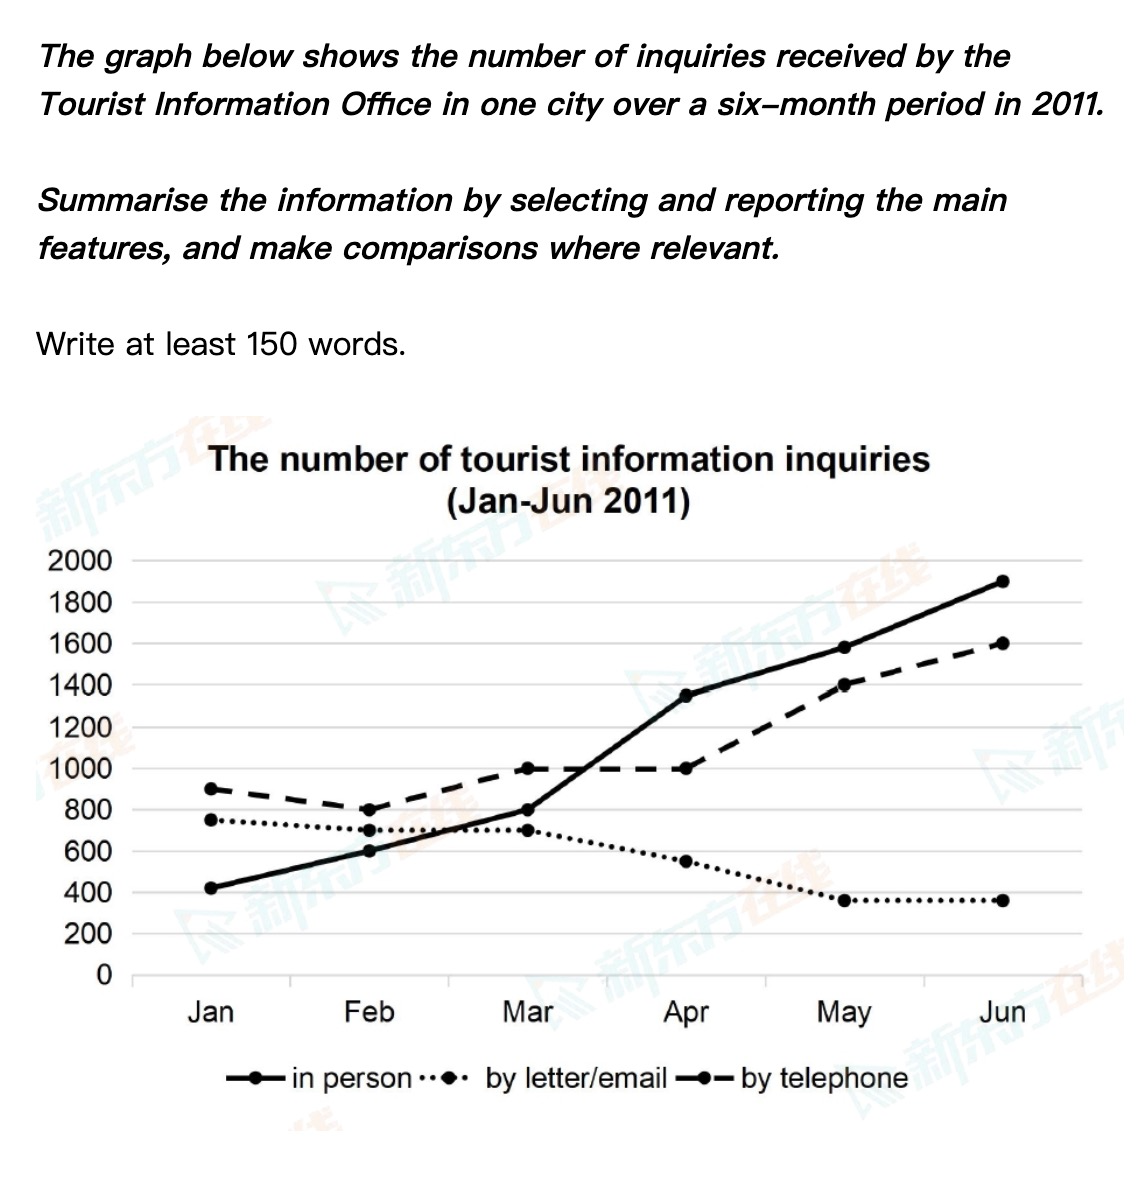 The graph below shows the number of inquiries received by the
Tourist Information Office in one city over a six–month period in 2011.
Summarise the information by selecting and reporting the main
features, and make comparisons where relevant.
Write at least 150 words.
The number of tourist information inquiries
(Jan-Jun 2011)
2000
1800
1600
1400
1200
1000
800
600
400
200
0
Jan Feb Mar Apr May Jun
in person by letter/email by telephone
新东方在线
新东方在线
新东方在线
新东方在线
新东方在线
新东方在线